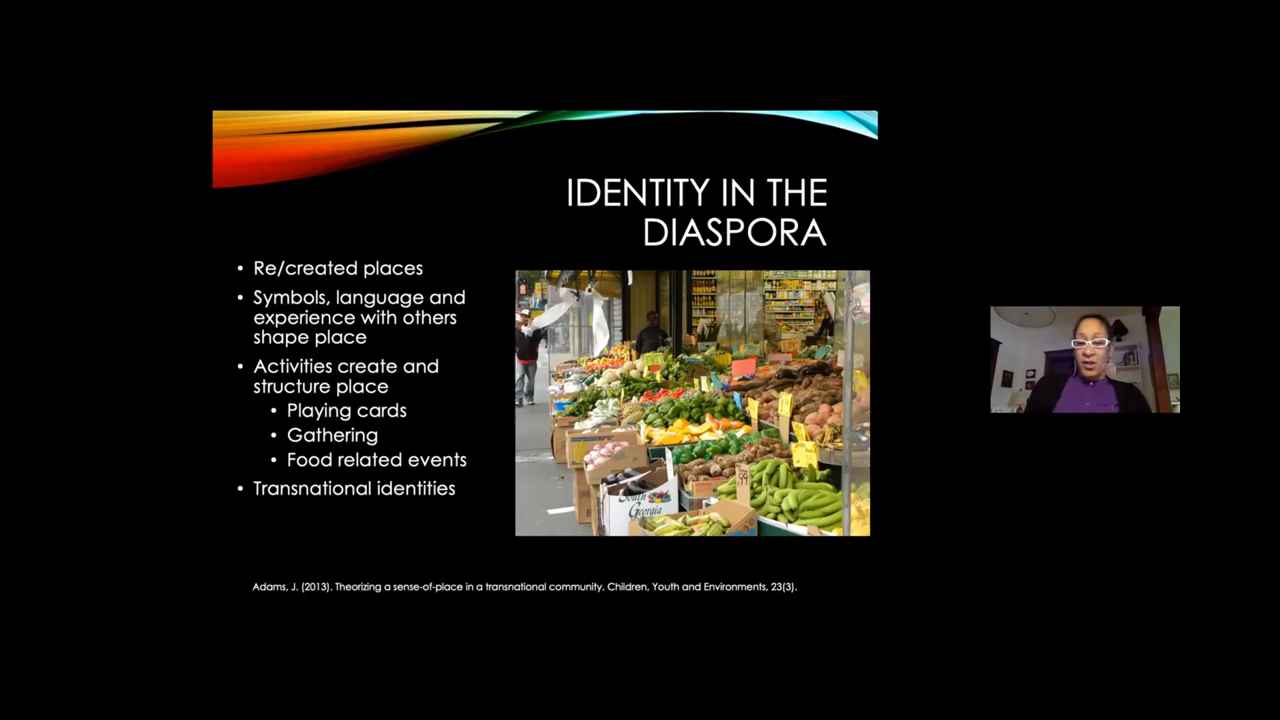 IDENTITY IN THE
DIASPORA
• Re/created places
• Symbols, language and
experience with others
shape place
• Activities create and
structure place
• Playing cards
• Gathering
• Food related events
• Transnational identities
South
Georgia
Adams, J. (2013). Theorizing a sense-of-place in a transnational community. Children, Youth and Environments, 23(3).